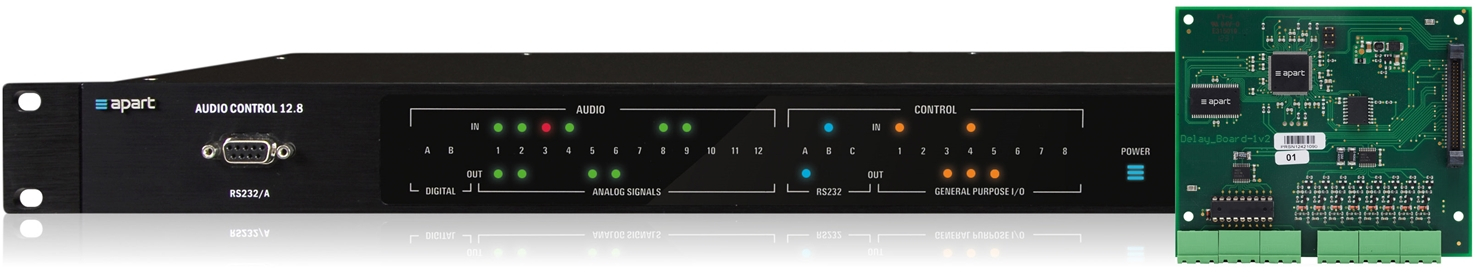 apart
AUDIO CONTROL 12.8
RS232/A
AUDIO
IN
A B 1 2 3 4 5 6 7 8 9 10 11 12
OUT
DIGITAL ANALOG SIGNALS
CONTROL
IN
A B C 1 2 3 4 5 6 7 8
OUT
RS232 GENERAL PURPOSE I/O
POWER
apart
apart
Delay_Board-1v2
01